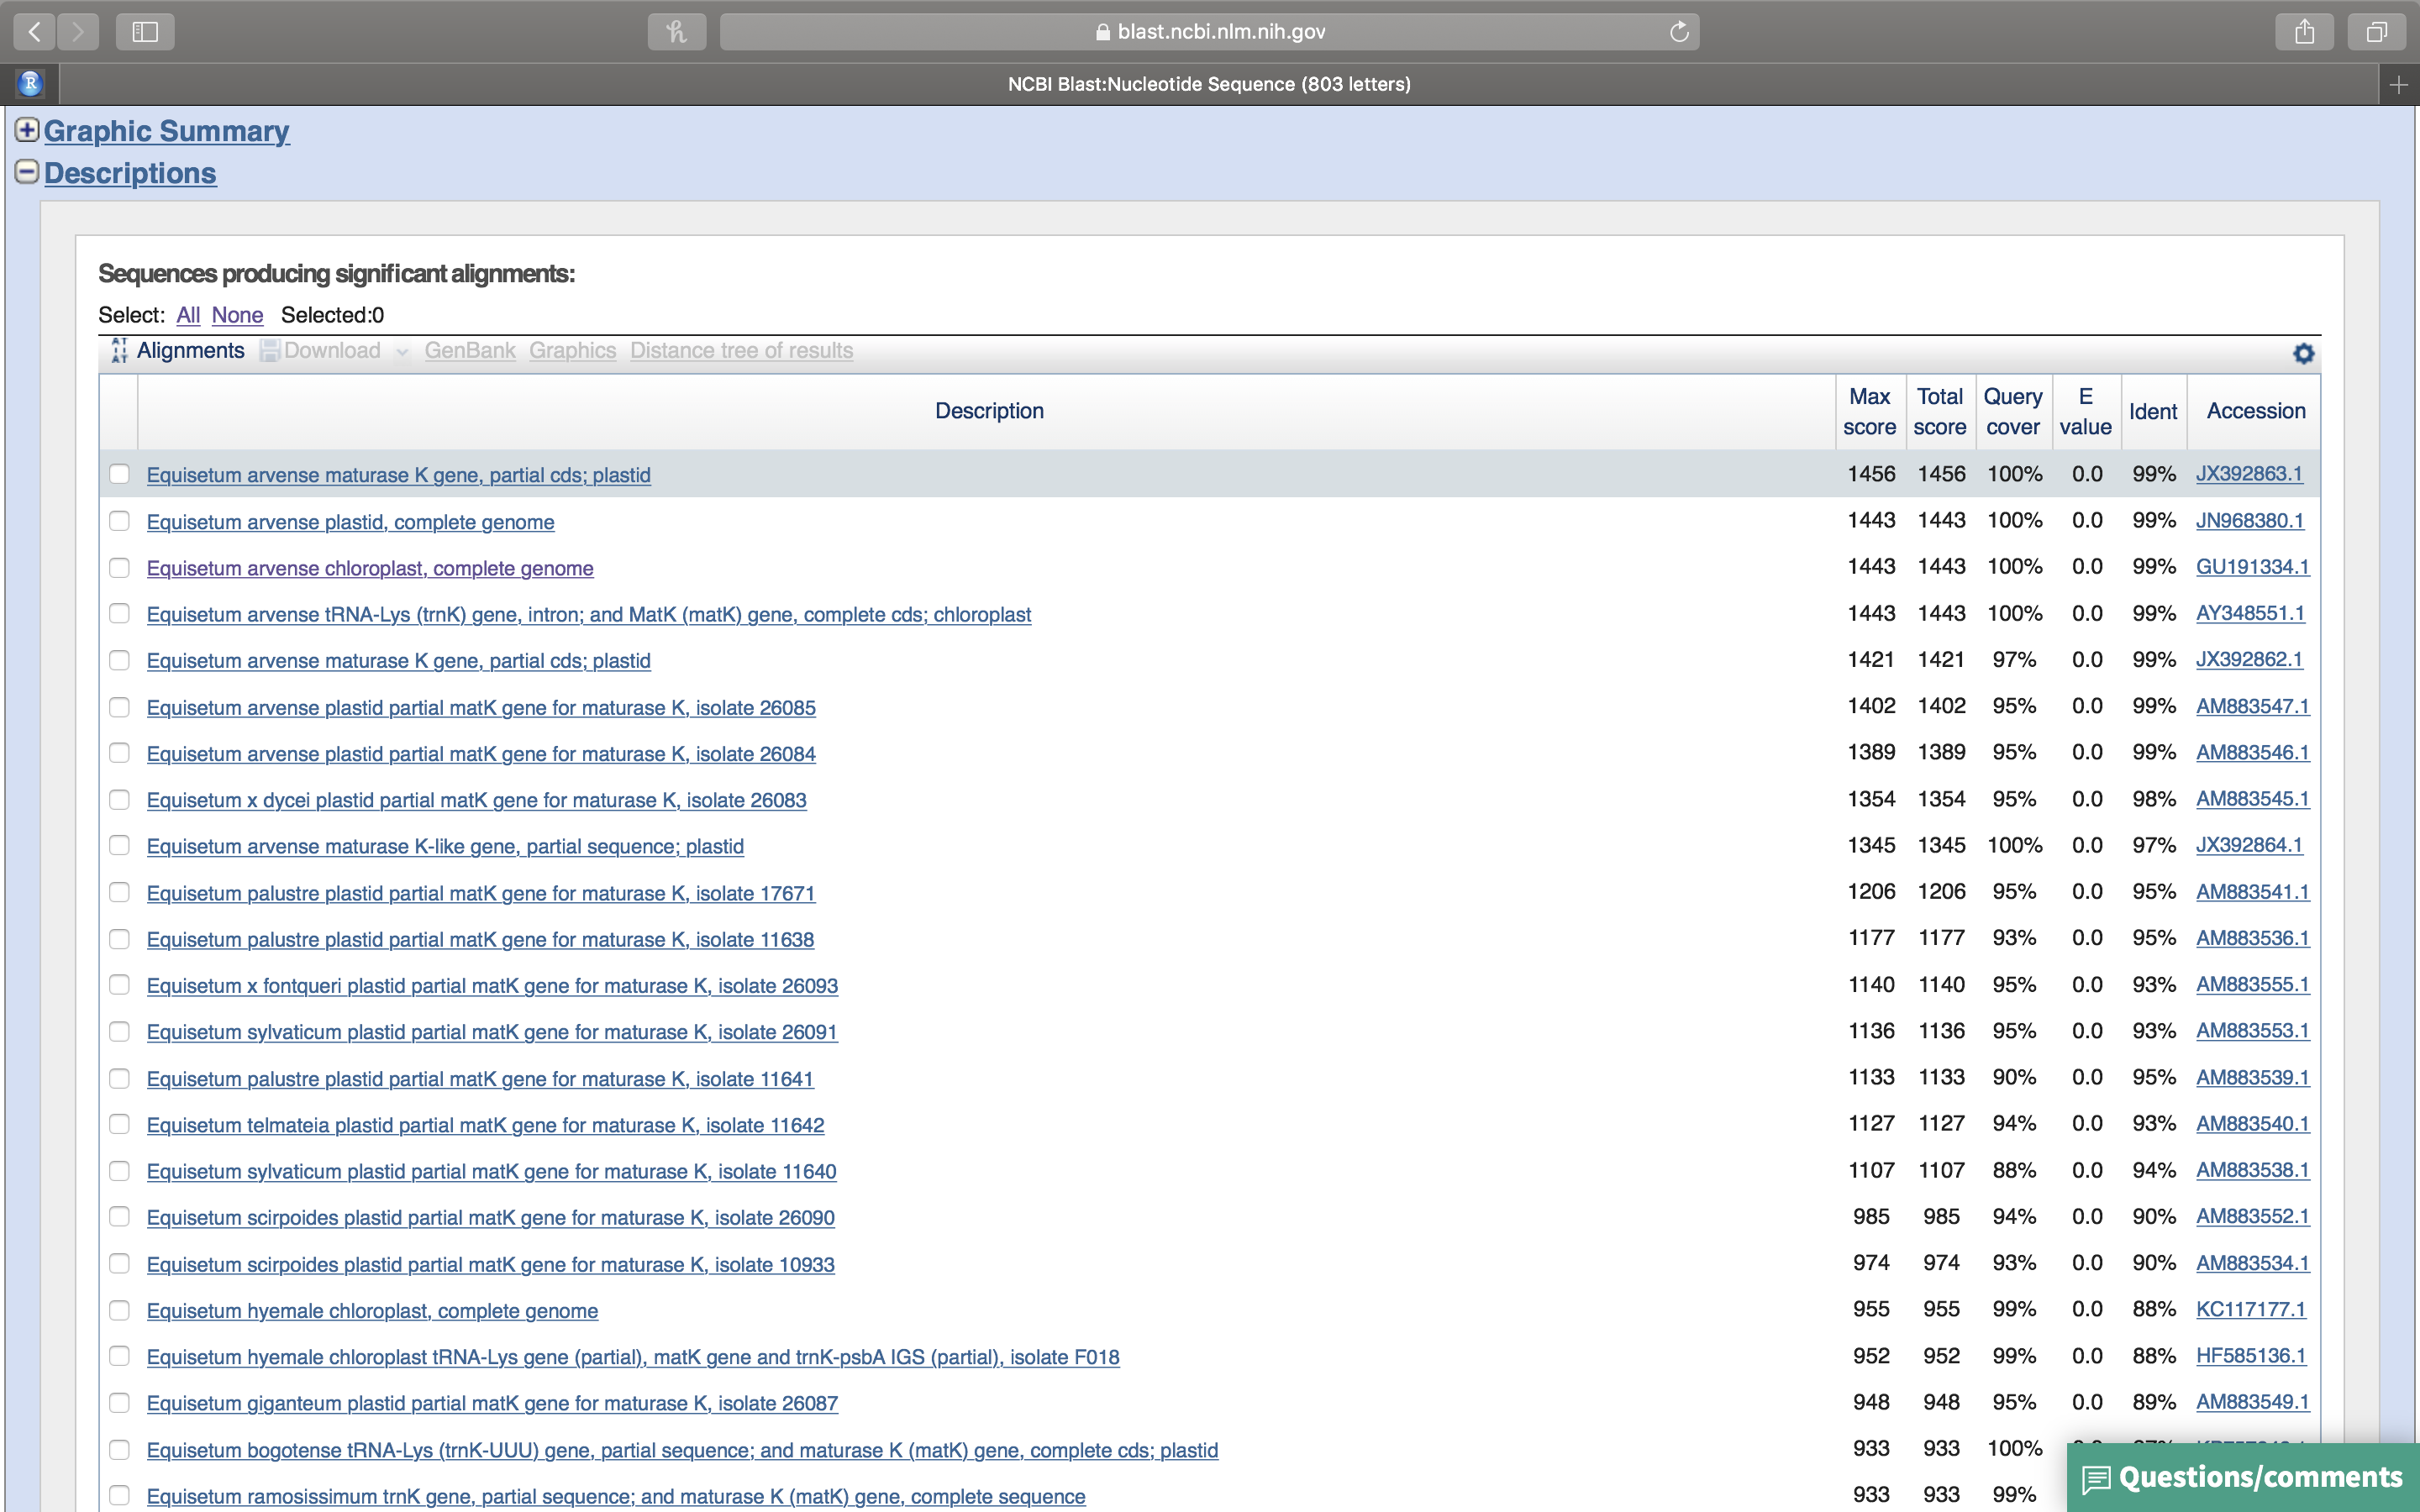 blast.ncbi.nlm.nih.gov
NCBI Blast:Nucleotide Sequence (803 letters)
Graphic Summary
Descriptions
Sequences producing significant alignments:
Select: All None Selected:0
Alignments Download GenBank Graphics Distance tree of results
Description Max score Total score Query cover E value Ident Accession
Equisetum arvense maturase K gene, partial cds; plastid 1456 1456 100% 0.0 99% JX392863.1
Equisetum arvense plastid, complete genome 1443 1443 100% 0.0 99% JN968380.1
Equisetum arvense chloroplast, complete genome 1443 1443 100% 0.0 99% GU191334.1
Equisetum arvense tRNA-Lys (trnK) gene, intron; and MatK (matK) gene, complete cds; chloroplast 1443 1443 100% 0.0 99% AY348551.1
Equisetum arvense maturase K gene, partial cds; plastid 1421 1421 97% 0.0 99% JX392862.1
Equisetum arvense plastid partial matK gene for maturase K, isolate 26085 1402 1402 95% 0.0 99% AM883547.1
Equisetum arvense plastid partial matK gene for maturase K, isolate 26084 1389 1389 95% 0.0 99% AM883546.1
Equisetum x dycei plastid partial matK gene for maturase K, isolate 26083 1354 1354 95% 0.0 98% AM883545.1
Equisetum arvense maturase K-like gene, partial sequence; plastid 1345 1345 100% 0.0 97% JX392864.1
Equisetum palustre plastid partial matK gene for maturase K, isolate 17671 1206 1206 95% 0.0 95% AM883541.1
Equisetum palustre plastid partial matK gene for maturase K, isolate 11638 1177 1177 93% 0.0 95% AM883536.1
Equisetum x fontqueri plastid partial matK gene for maturase K, isolate 26093 1140 1140 95% 0.0 93% AM883555.1
Equisetum sylvaticum plastid partial matK gene for maturase K, isolate 26091 1136 1136 95% 0.0 93% AM883553.1
Equisetum palustre plastid partial matK gene for maturase K, isolate 11641 1133 1133 90% 0.0 95% AM883539.1
Equisetum telmateia plastid partial matK gene for maturase K, isolate 11642 1127 1127 94% 0.0 93% AM883540.1
Equisetum sylvaticum plastid partial matK gene for maturase K, isolate 11640 1107 1107 88% 0.0 94% AM883538.1
Equisetum scirpoides plastid partial matK gene for maturase K, isolate 26090 985 985 94% 0.0 90% AM883552.1
Equisetum scirpoides plastid partial matK gene for maturase K, isolate 10933 974 974 93% 0.0 90% AM883534.1
Equisetum hyemale chloroplast, complete genome 955 955 99% 0.0 88% KC117177.1
Equisetum hyemale chloroplast tRNA-Lys gene (partial), matK gene and trnK-psbA IGS (partial), isolate F018 952 952 99% 0.0 88% HF585136.1
Equisetum giganteum plastid partial matK gene for maturase K, isolate 26087 948 948 95% 0.0 89% AM883549.1
Equisetum bogotense tRNA-Lys (trnK-UUU) gene, partial sequence; and maturase K (matK) gene, complete cds; plastid 933 933 100%
Equisetum ramosissimum trnK gene, partial sequence; and maturase K (matK) gene, complete sequence 933 933 99%
Questions/comments